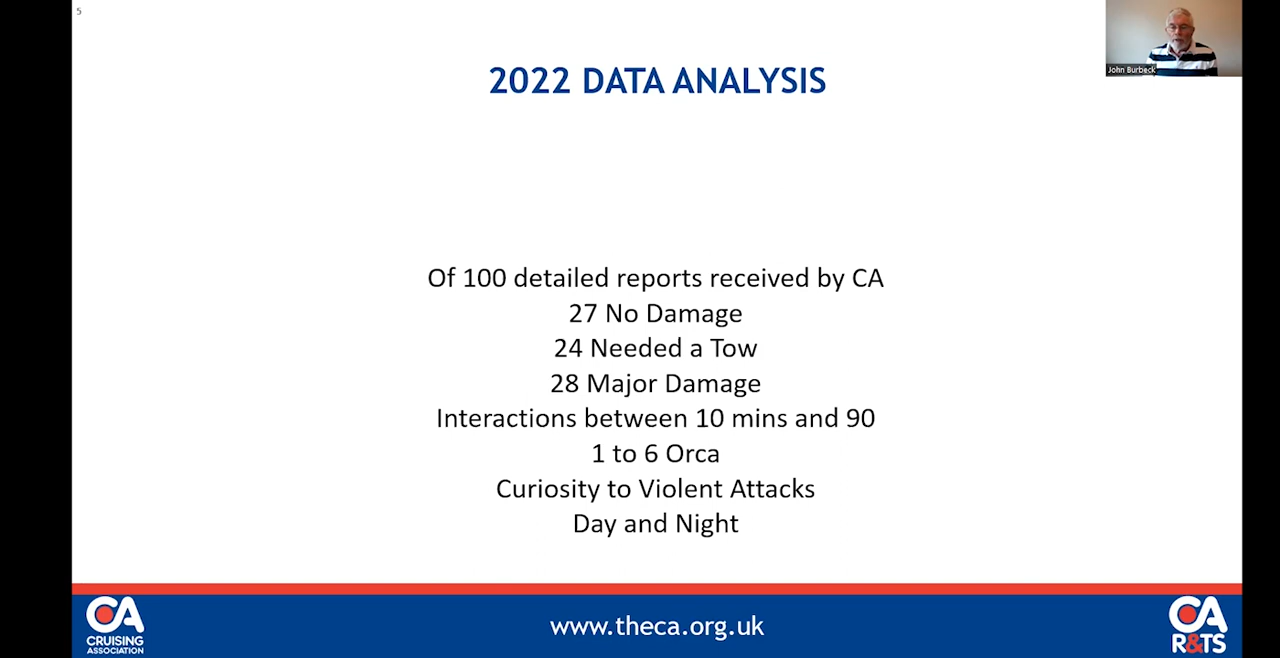 5
John Burbeck
2022 DATA ANALYSIS
Of 100 detailed reports received by CA
27 No Damage
24 Needed a Tow
28 Major Damage
Interactions between 10 mins and 90
1 to 6 Orca
Curiosity to Violent Attacks
Day and Night
CA
CRUISING
ASSOCIATION
www.theca.org.uk
CA
R&TS